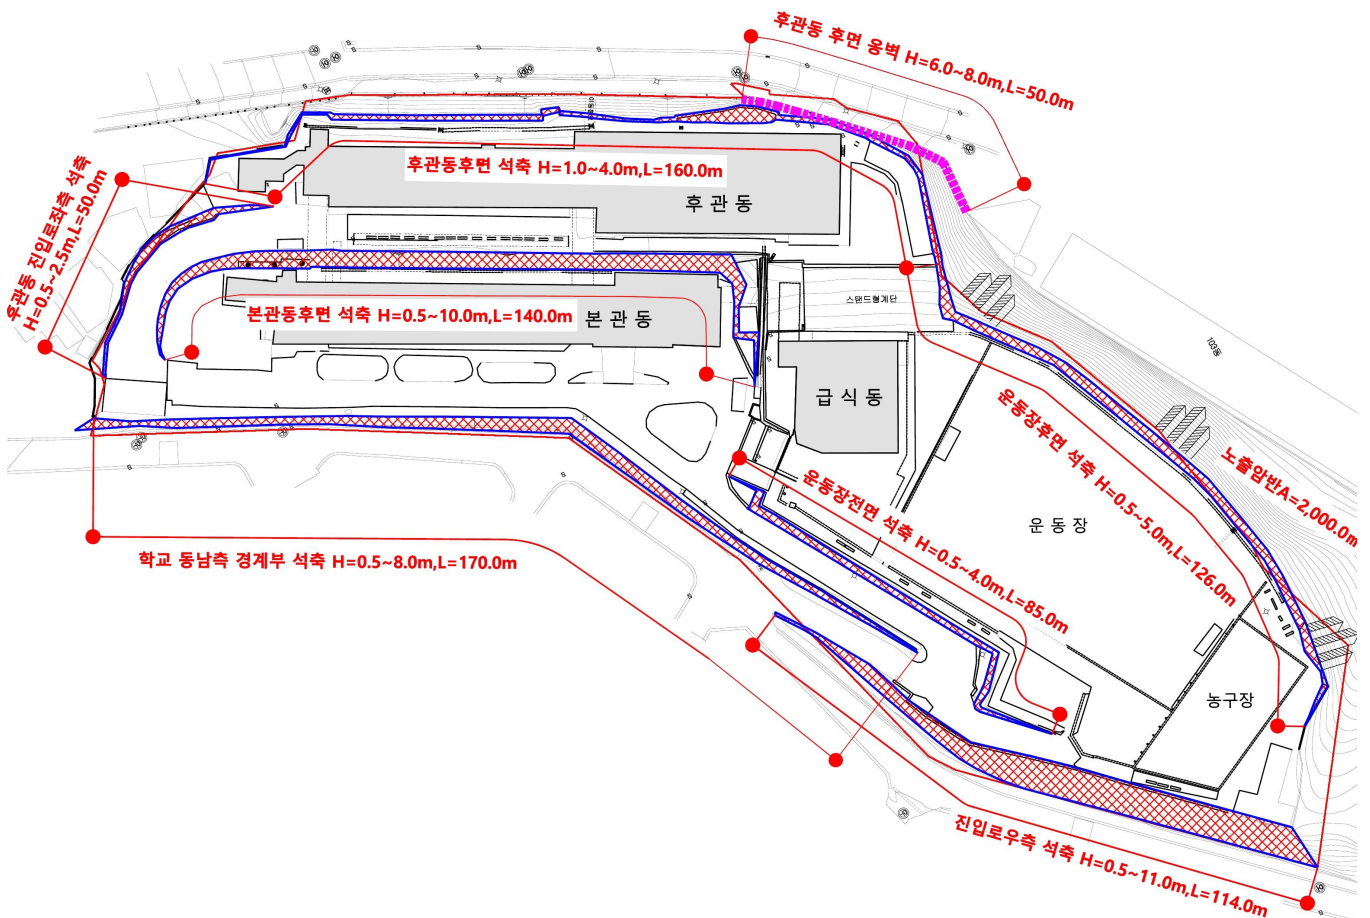 후관동 후면 옹벽 H=6.0~8.0m,L=50.0m
후관동후면 석축 H=1.0~4.0m,L=160.0m
후관동
후관동 진입로좌측 석축
H=0.5~2.5m,L=50.0m
스탠드형계단
본관동후면 석축 H=0.5~10.0m,L=140.0m
본관동
103동
급식동
운동장후면 석축 H=0.5~5.0m,L=126.0m
노출암반A=2,000.0m
운동장전면 석축 H=0.5~4.0m,L=85.0m
운동장
학교 동남측 경계부 석축 H=0.5~8.0m,L=170.0m
농구장
진입로우측 석축 H=0.5~11.0m,L=114.0m